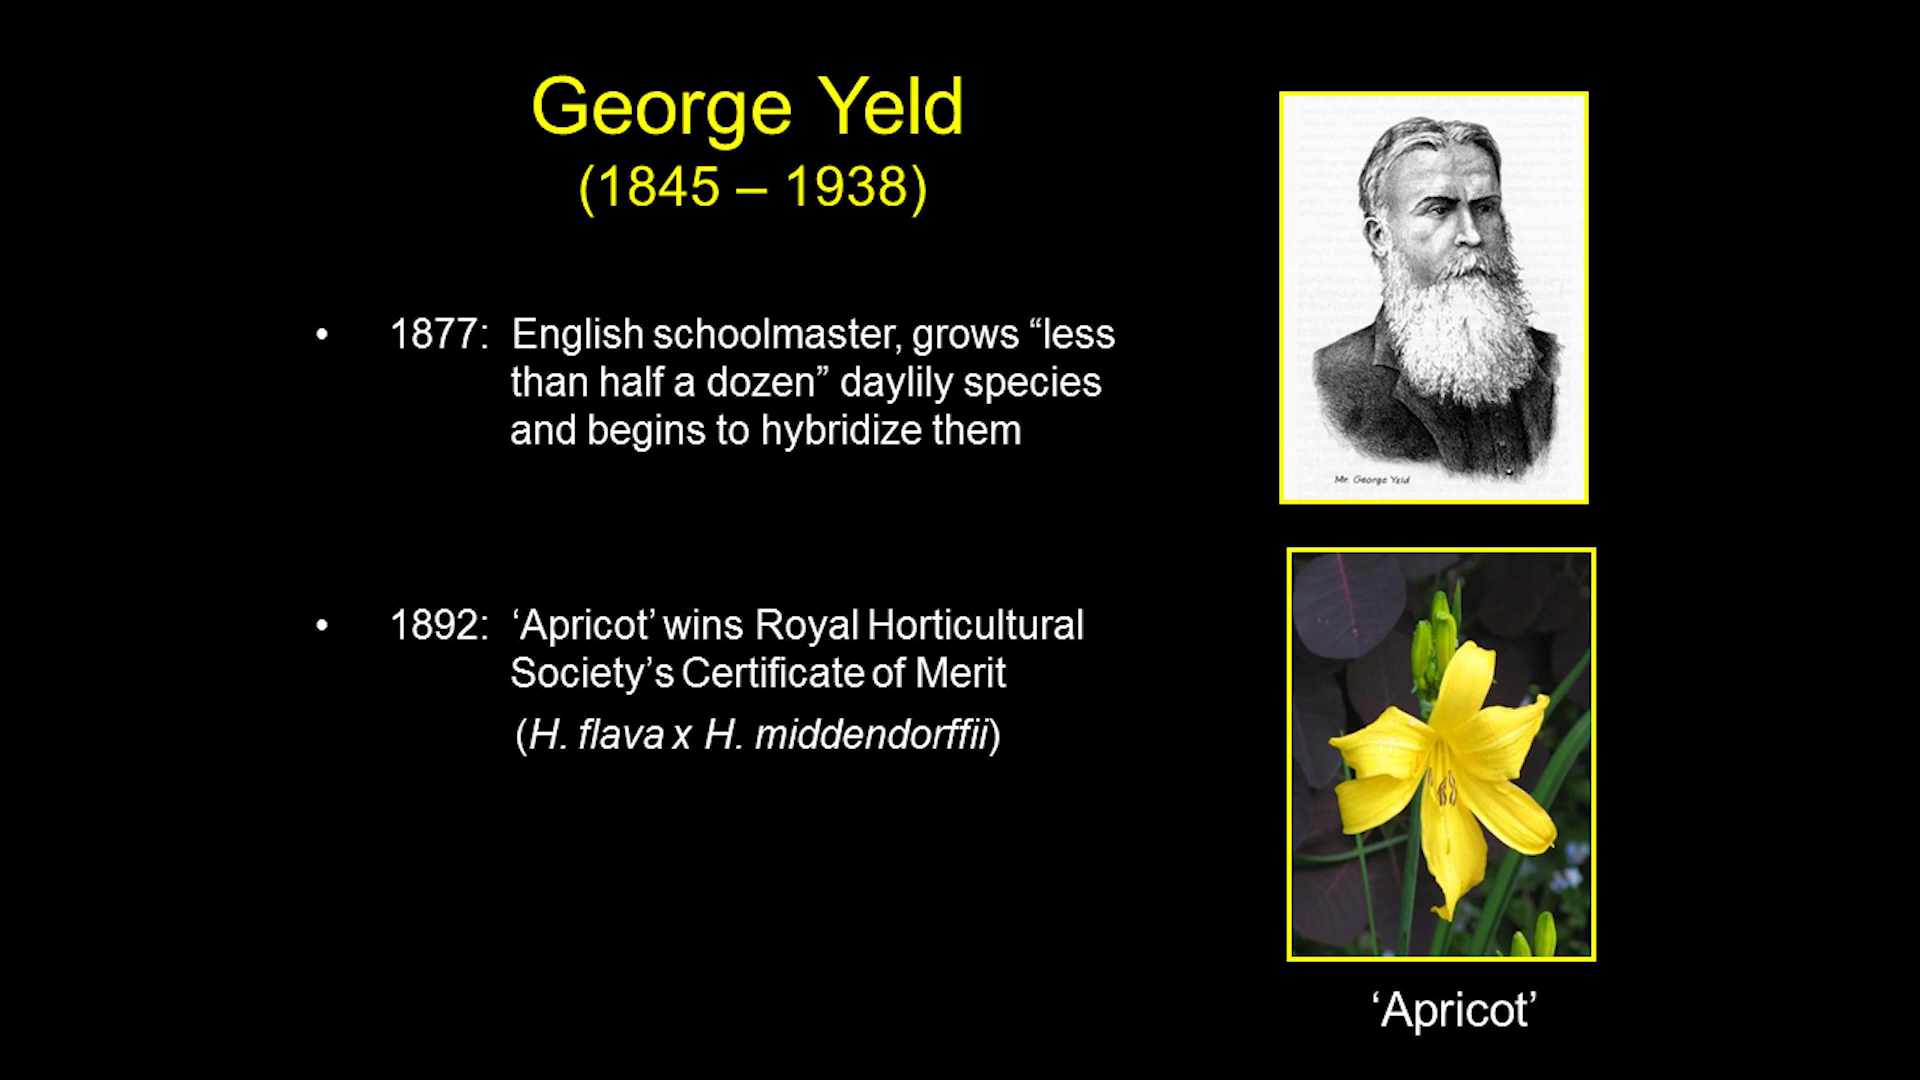 George Yeld
(1845 – 1938)
• 1877: English schoolmaster, grows “less
than half a dozen” daylily species
and begins to hybridize them
• 1892: ‘Apricot’ wins Royal Horticultural
Society’s Certificate of Merit
(H. flava x H. middendorffii)
Mr. George Yeld
‘Apricot’